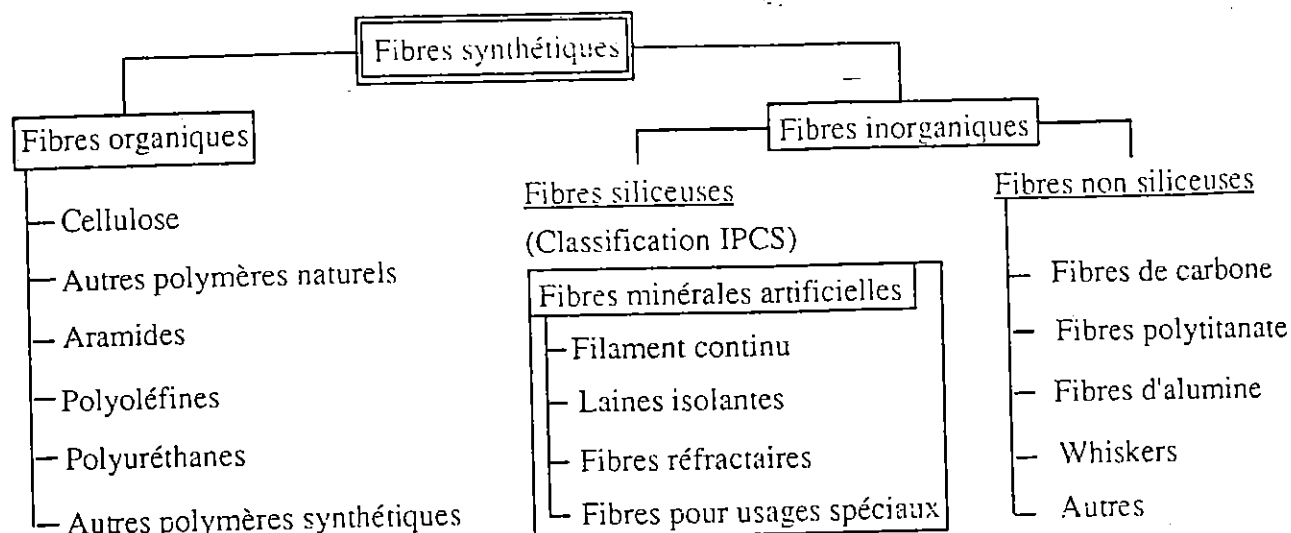 Fibres synthétiques
Fibres organiques
Cellulose
Autres polymères naturels
Aramides
Polyoléfines
Polyuréthanes
Autres polymères synthétiques
Fibres inorganiques
Fibres siliceuses
(Classification IPCS)
Fibres minérales artificielles
Filament continu
Laines isolantes
Fibres réfractaires
Fibres pour usages spéciaux
Fibres non siliceuses
Fibres de carbone
Fibres polytitanate
Fibres d'alumine
Whiskers
Autres